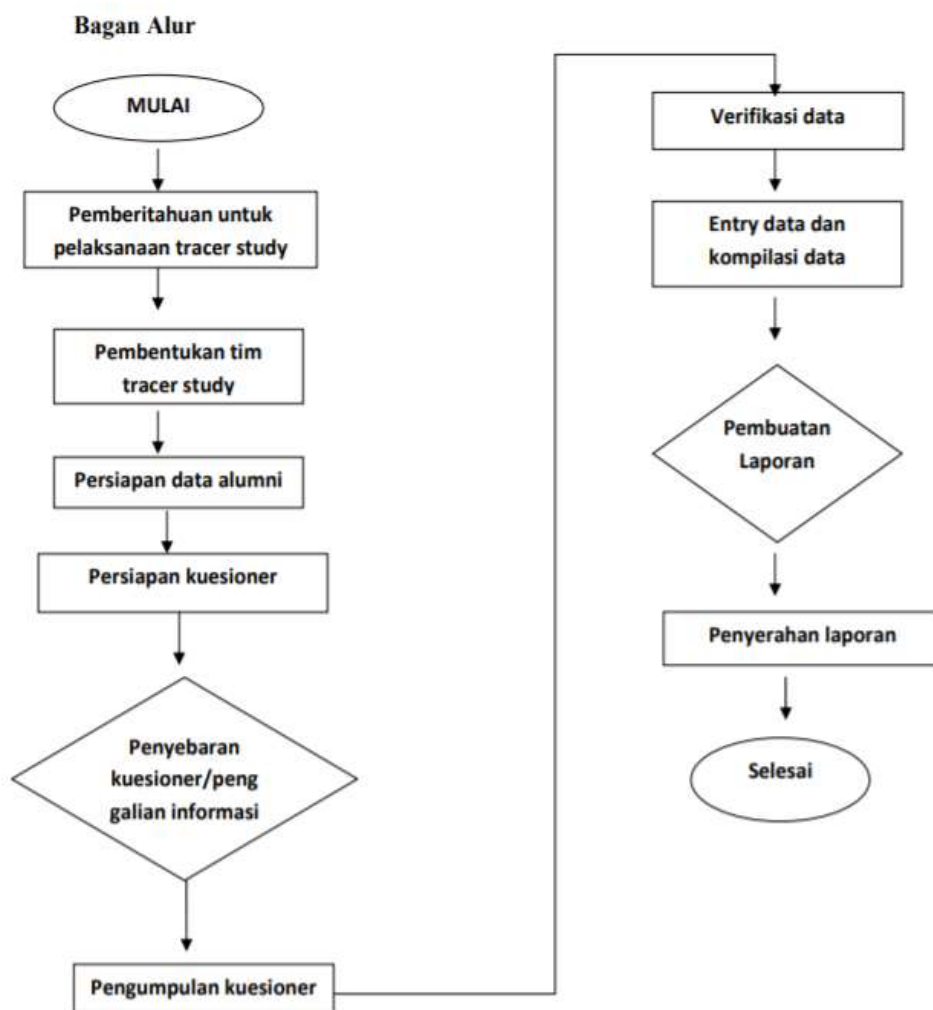 Bagan Alur
MULAI
Pemberitahuan untuk
pelaksanaan tracer study
Pembentukan tim
tracer study
Persiapan data alumni
Persiapan kuesioner
Penyebaran
kuesioner/peng
galian informasi
Pengumpulan kuesioner
Verifikasi data
Entry data dan
kompilasi data
Pembuatan
Laporan
Penyerahan laporan
Selesai